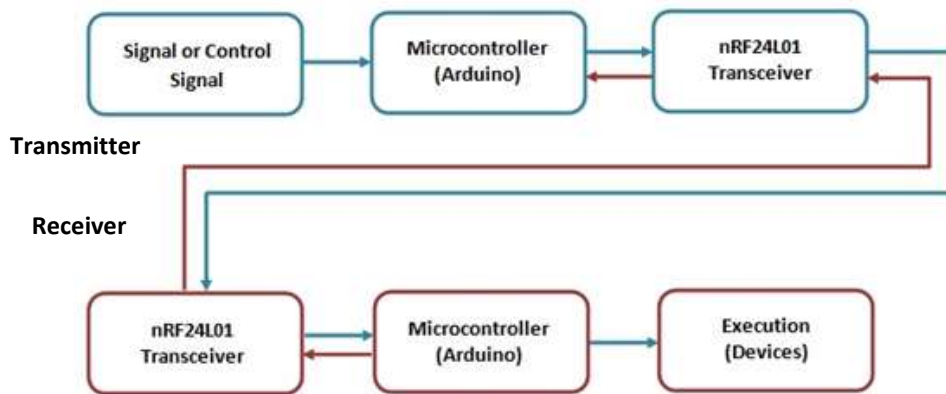 Signal or Control
Signal
Microcontroller
(Arduino)
nRF24L01
Transceiver
Transmitter
Receiver
nRF24L01
Transceiver
Microcontroller
(Arduino)
Execution
(Devices)